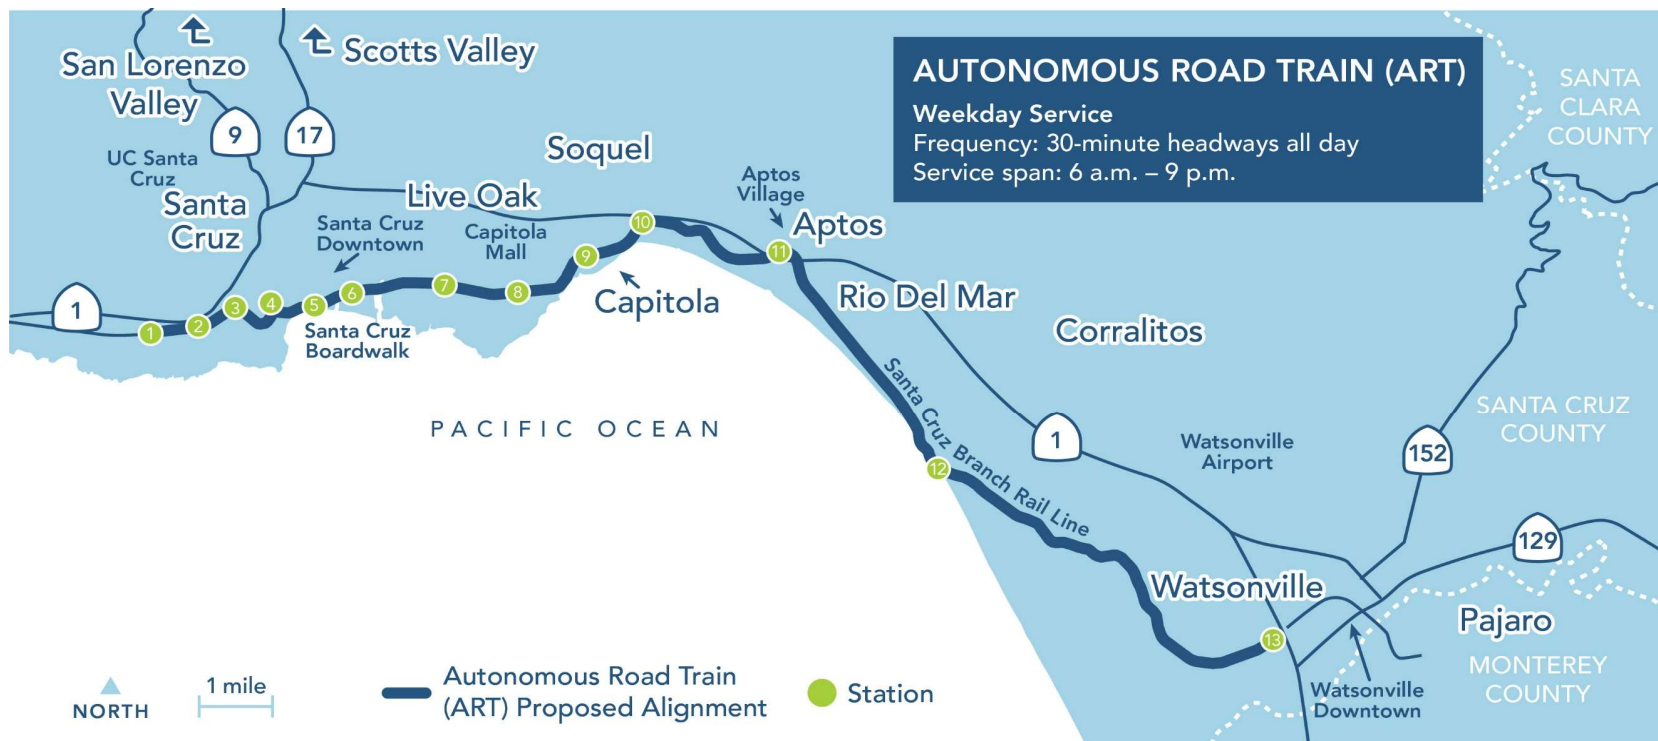 AUTONOMOUS ROAD TRAIN (ART)
Weekday Service
Frequency: 30-minute headways all day
Service span: 6 a.m. – 9 p.m.
San Lorenzo
Valley
Scotts Valley
9
17
UC Santa
Cruz
Santa
Cruz
Soquel
Live Oak
Santa Cruz
Downtown
Capitola
Mall
Aptos
Village
Aptos
SANTA
CLARA
COUNTY
1
1
2
3
4
5
6
7
8
9
10
11
Santa Cruz
Boardwalk
Capitola
Rio Del Mar
Corralitos
PACIFIC OCEAN
Santa Cruz Branch Rail Line
12
1
Watsonville
Airport
152
SANTA CRUZ
COUNTY
129
Watsonville
13
Pajaro
MONTEREY
COUNTY
Watsonville
Downtown
NORTH
1 mile
Autonomous Road Train
(ART) Proposed Alignment
Station